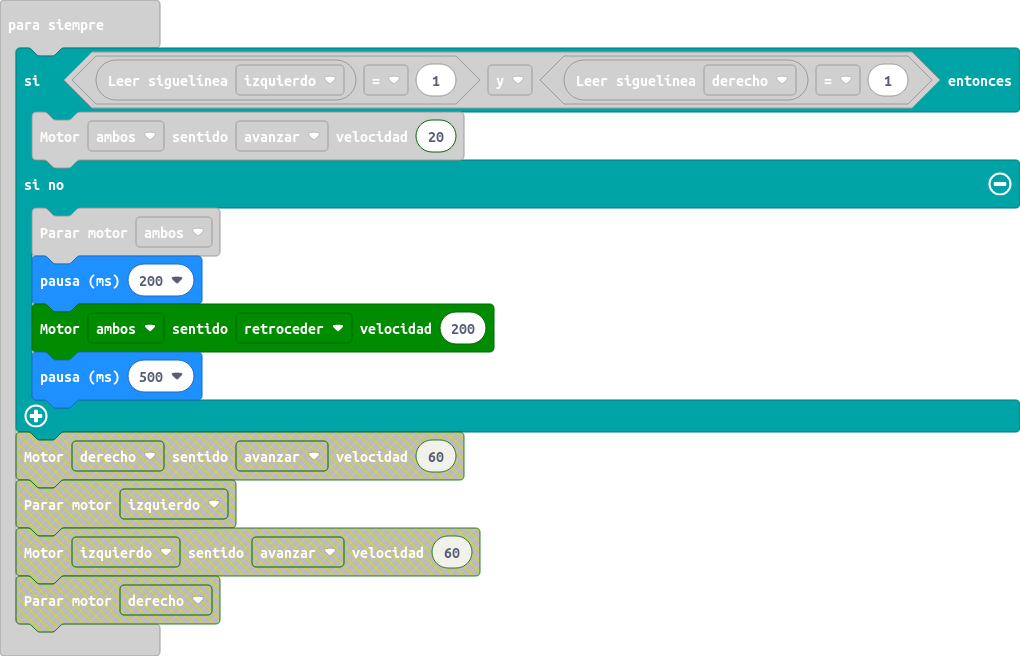 para siempre
si Leer siguelínea izquierdo = 1 y Leer siguelínea derecho = 1 entonces
Motor ambos sentido avanzar velocidad 20
si no
Parar motor ambos
pausa (ms) 200
Motor ambos sentido retroceder velocidad 200
pausa (ms) 500
Motor derecho sentido avanzar velocidad 60
Parar motor izquierdo
Motor izquierdo sentido avanzar velocidad 60
Parar motor derecho